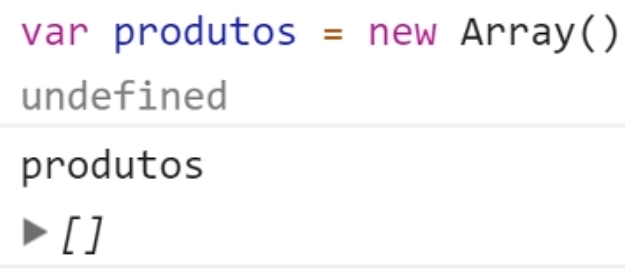 var produtos = new Array()
undefined
produtos
▶ []